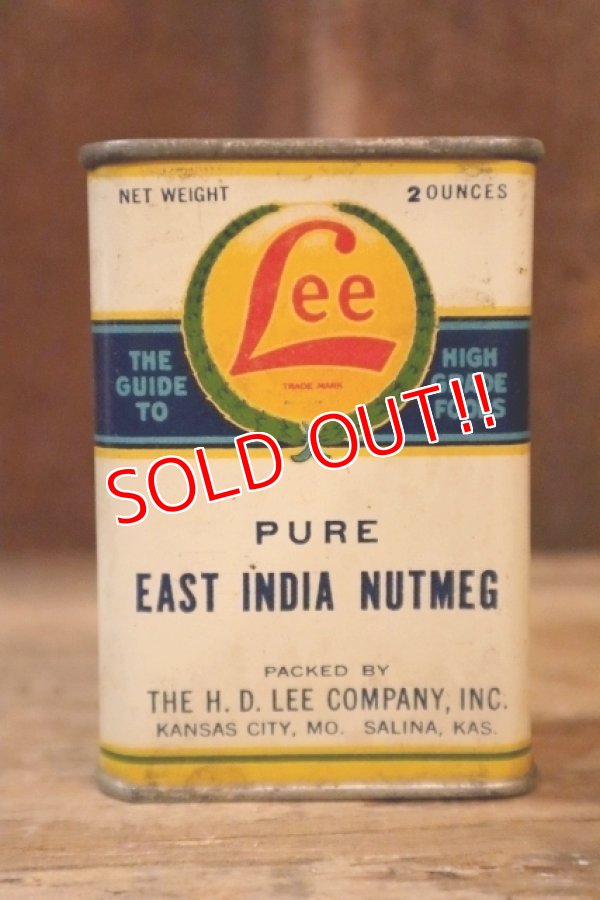 NET WEIGHT 2 OUNCES
Lee
TRADE MARK
THE
GUIDE
TO
HIGH
GRADE
FOODS
SOLD OUT!!
PURE
EAST INDIA NUTMEG
PACKED BY
THE H. D. LEE COMPANY, INC.
KANSAS CITY, MO. SALINA, KAS.